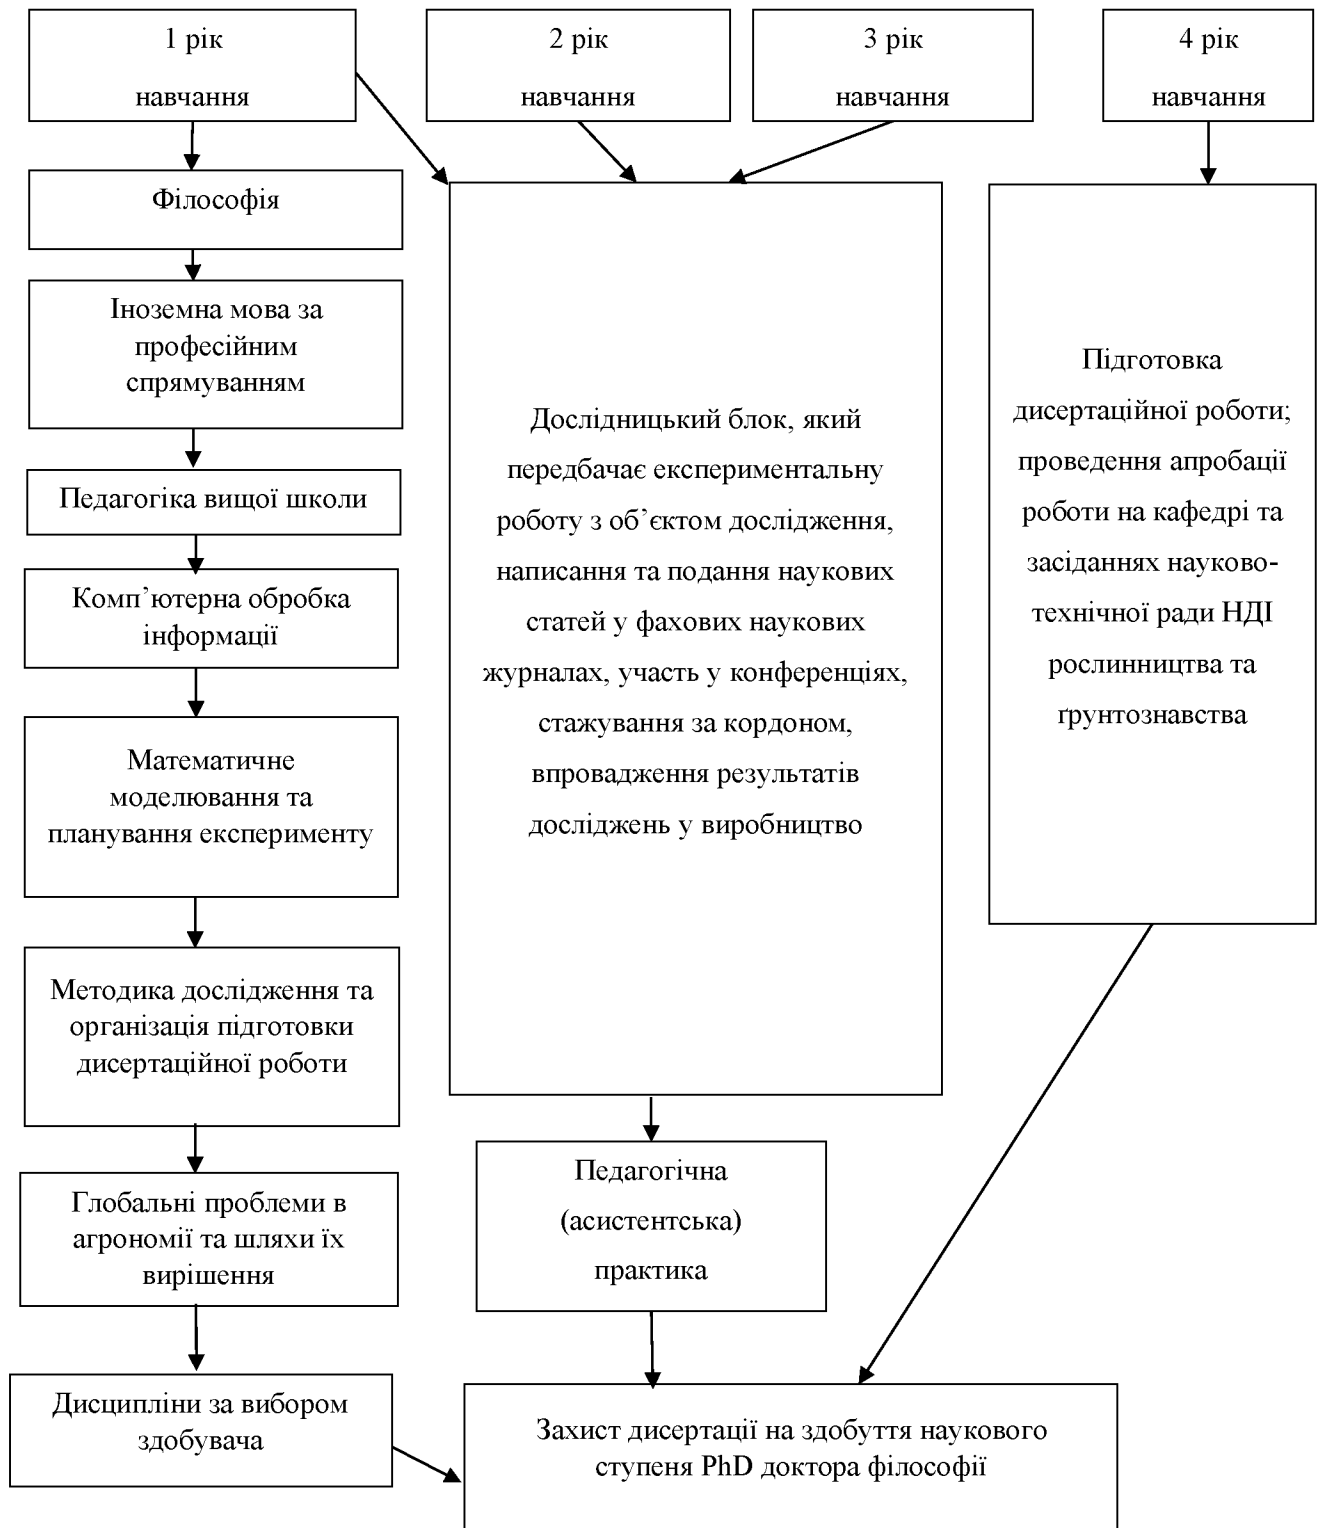 1 рік
навчання
2 рік
навчання
3 рік
навчання
4 рік
навчання
Філософія
Іноземна мова за
професійним
спрямуванням
Педагогіка вищої школи
Комп’ютерна обробка
інформації
Математичне
моделювання та
планування експерименту
Методика дослідження та
організація підготовки
дисертаційної роботи
Глобальні проблеми в
агрономії та шляхи їх
вирішення
Дисципліни за вибором
здобувача
Дослідницький блок, який
передбачає експериментальну
роботу з об’єктом дослідження,
написання та подання наукових
статей у фахових наукових
журналах, участь у конференціях,
стажування за кордоном,
впровадження результатів
досліджень у виробництво
Педагогічна
(асистентська)
практика
Підготовка
дисертаційної роботи;
проведення апробації
роботи на кафедрі та
засіданнях науково-
технічної ради НДІ
рослинництва та
ґрунтознавства
Захист дисертації на здобуття наукового
ступеня PhD доктора філософії